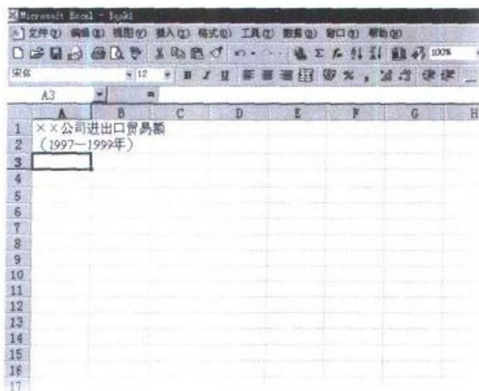 Microsoft Excel - Book1
文件(F) 编辑(E) 视图(V) 插入(I) 格式(O) 工具(T) 数据(D) 窗口(W) 帮助(H)
100%
宋体 12 B I U % ,
A3 =
A B C D E F G H
1 ××公司进出口贸易额
2 （1997—1999年）
3
4
5
6
7
8
9
10
11
12
13
14
15
16
17